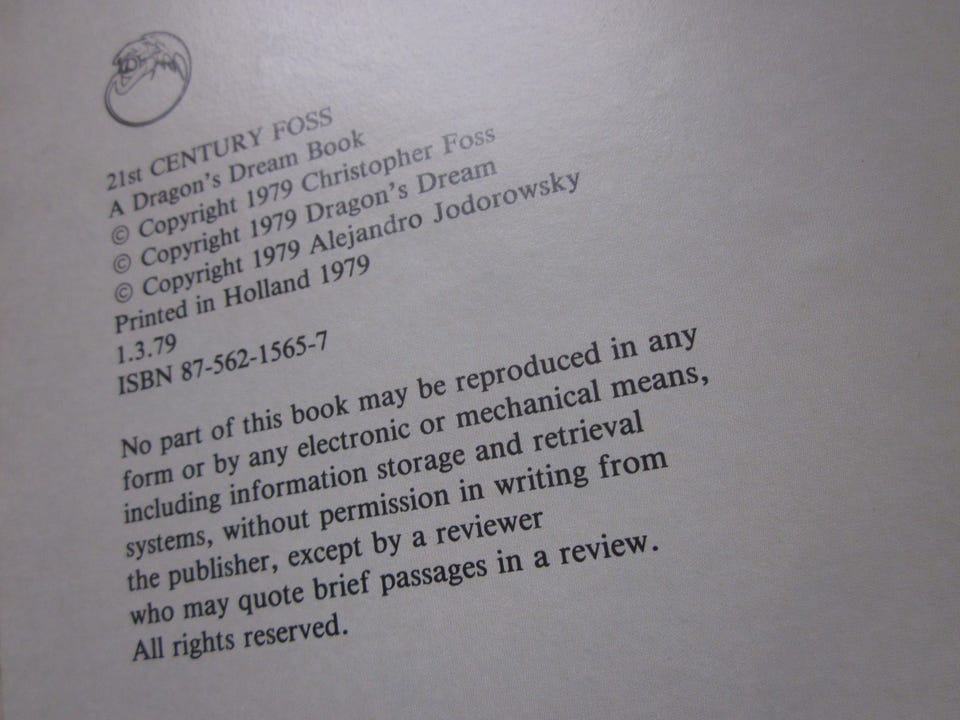 21st CENTURY FOSS
A Dragon's Dream Book
© Copyright 1979 Christopher Foss
© Copyright 1979 Dragon's Dream
© Copyright 1979 Alejandro Jodorowsky
Printed in Holland 1979
1.3.79
ISBN 87-562-1565-7
No part of this book may be reproduced in any
form or by any electronic or mechanical means,
including information storage and retrieval
systems, without permission in writing from
the publisher, except by a reviewer
who may quote brief passages in a review.
All rights reserved.